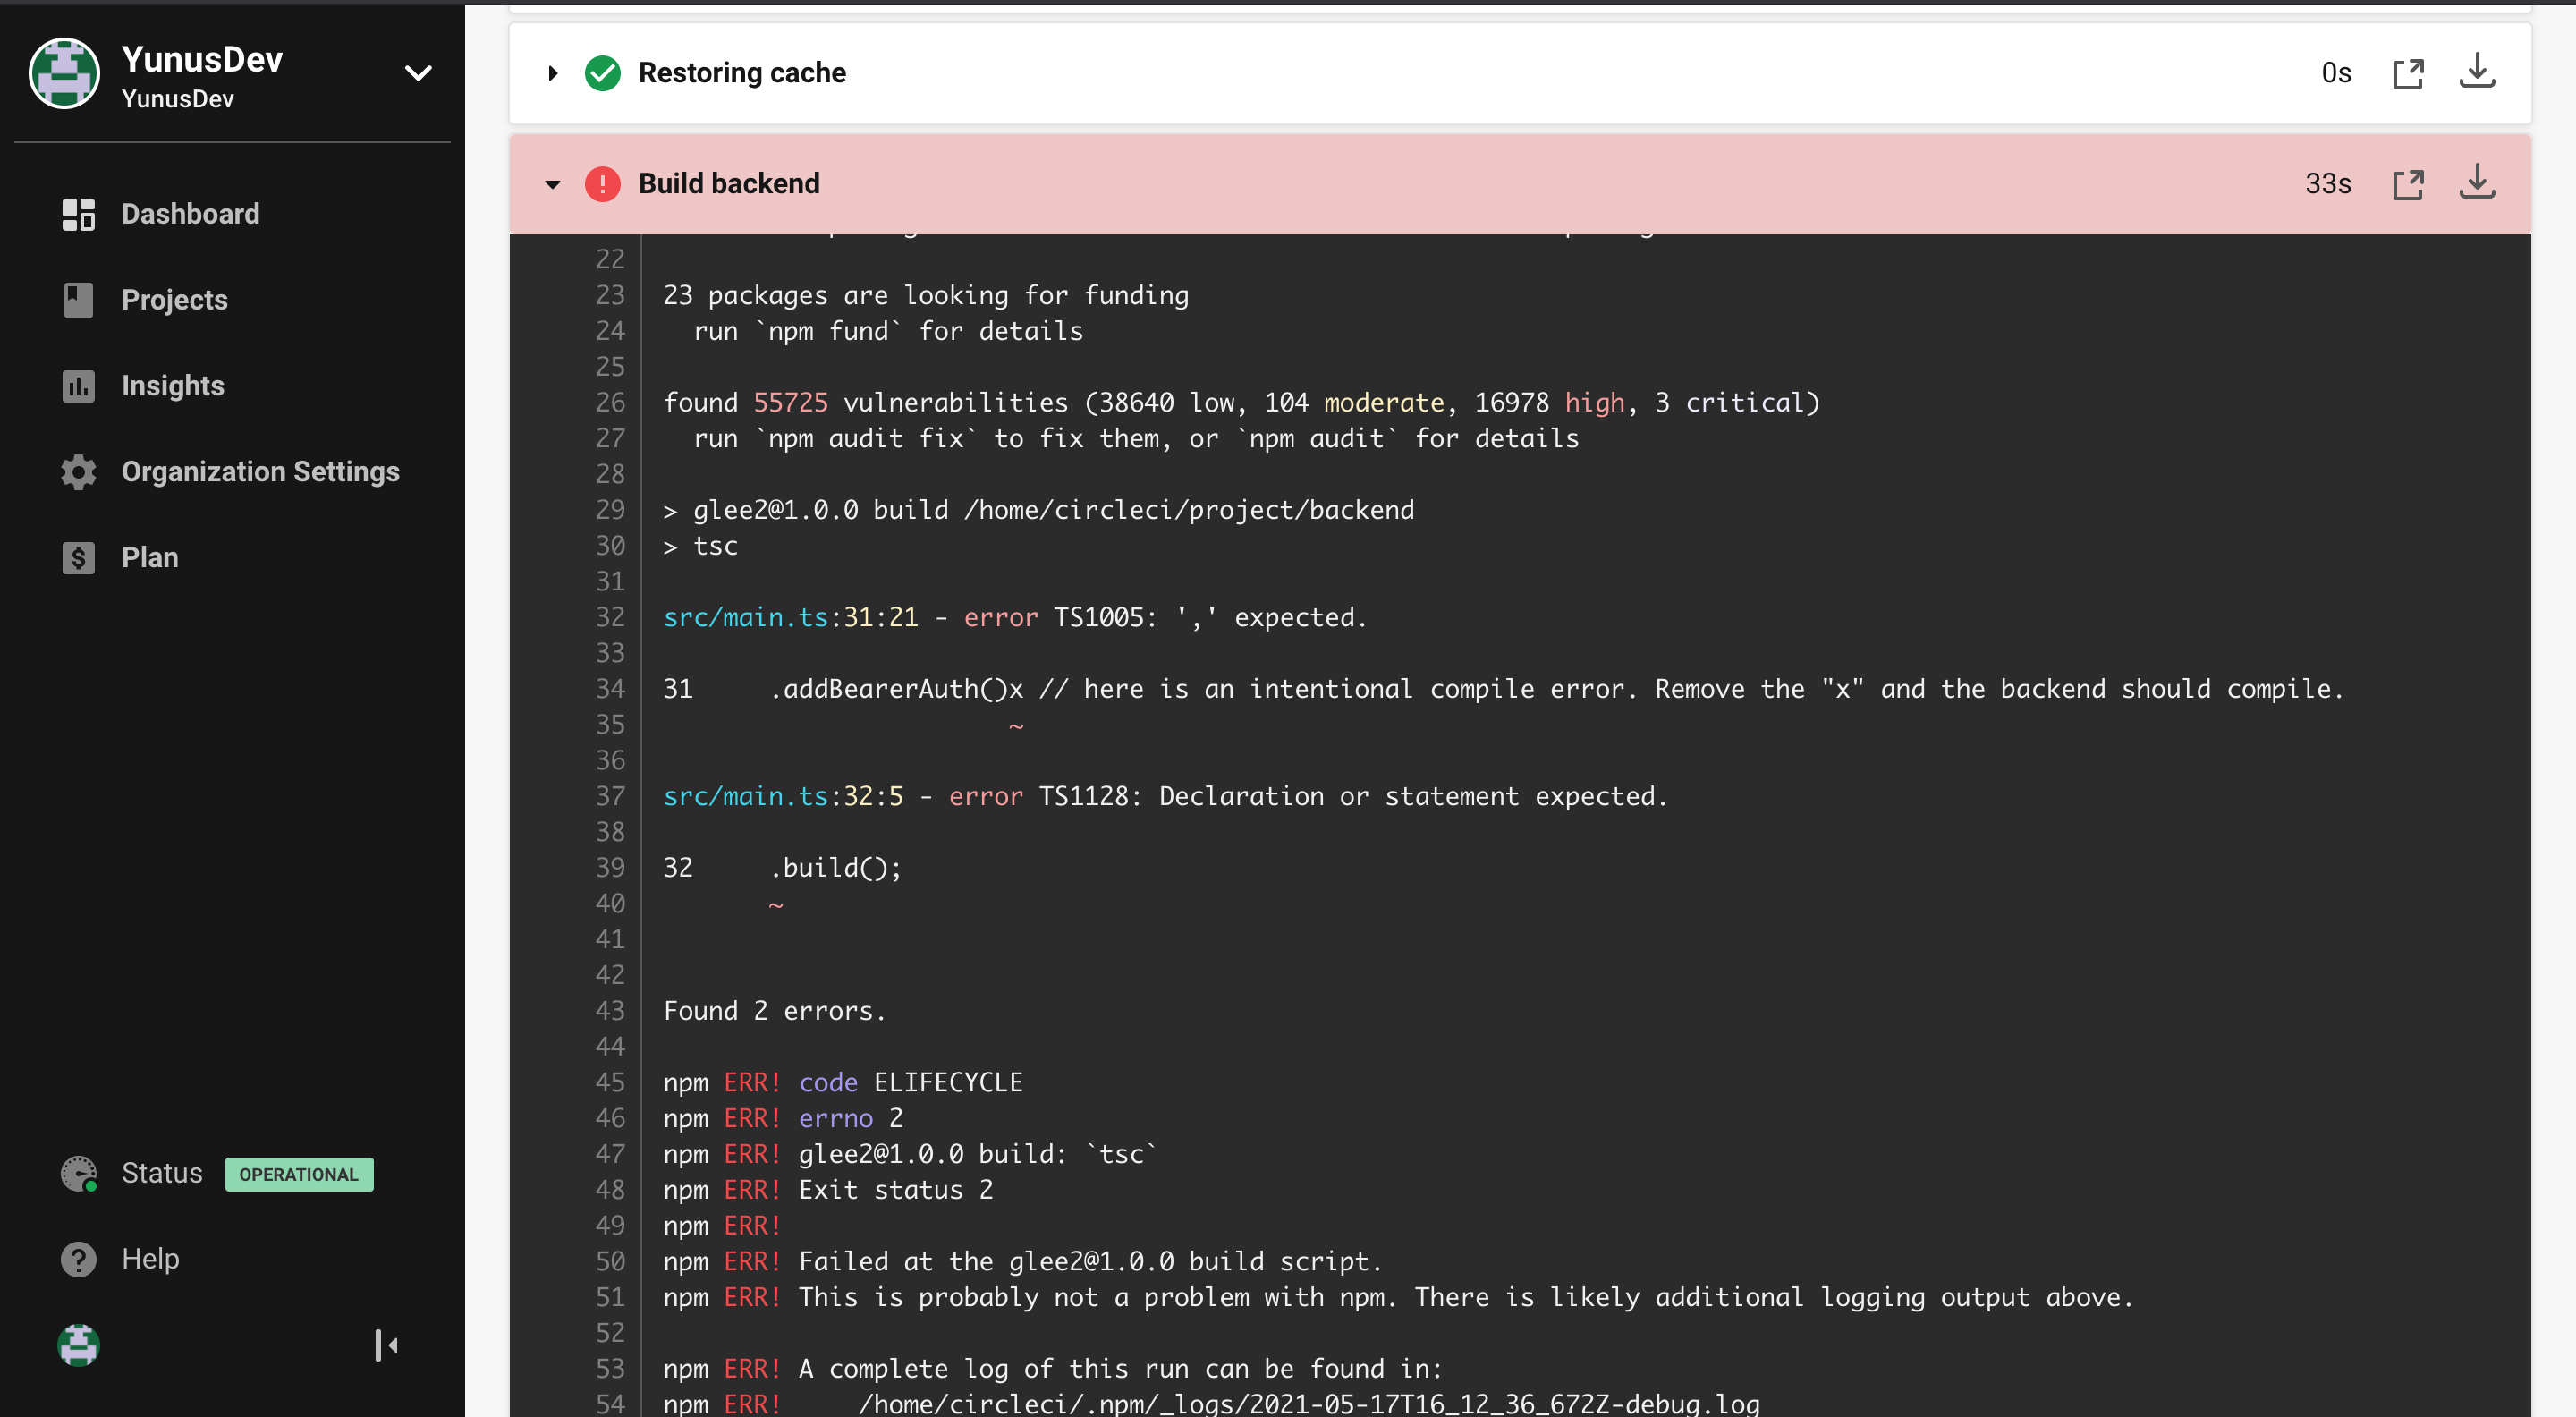 YunusDev
YunusDev
Dashboard
Projects
Insights
Organization Settings
Plan
Status OPERATIONAL
Help
Restoring cache 0s
Build backend 33s
22
23 23 packages are looking for funding
24   run `npm fund` for details
25
26 found 55725 vulnerabilities (38640 low, 104 moderate, 16978 high, 3 critical)
27   run `npm audit fix` to fix them, or `npm audit` for details
28
29 > glee2@1.0.0 build /home/circleci/project/backend
30 > tsc
31
32 src/main.ts:31:21 - error TS1005: ',' expected.
33
34 31     .addBearerAuth()x // here is an intentional compile error. Remove the "x" and the backend should compile.
35                        ~
36
37 src/main.ts:32:5 - error TS1128: Declaration or statement expected.
38
39 32     .build();
40        ~
41
42
43 Found 2 errors.
44
45 npm ERR! code ELIFECYCLE
46 npm ERR! errno 2
47 npm ERR! glee2@1.0.0 build: `tsc`
48 npm ERR! Exit status 2
49 npm ERR!
50 npm ERR! Failed at the glee2@1.0.0 build script.
51 npm ERR! This is probably not a problem with npm. There is likely additional logging output above.
52
53 npm ERR! A complete log of this run can be found in:
54 npm ERR!     /home/circleci/.npm/_logs/2021-05-17T16_12_36_672Z-debug.log